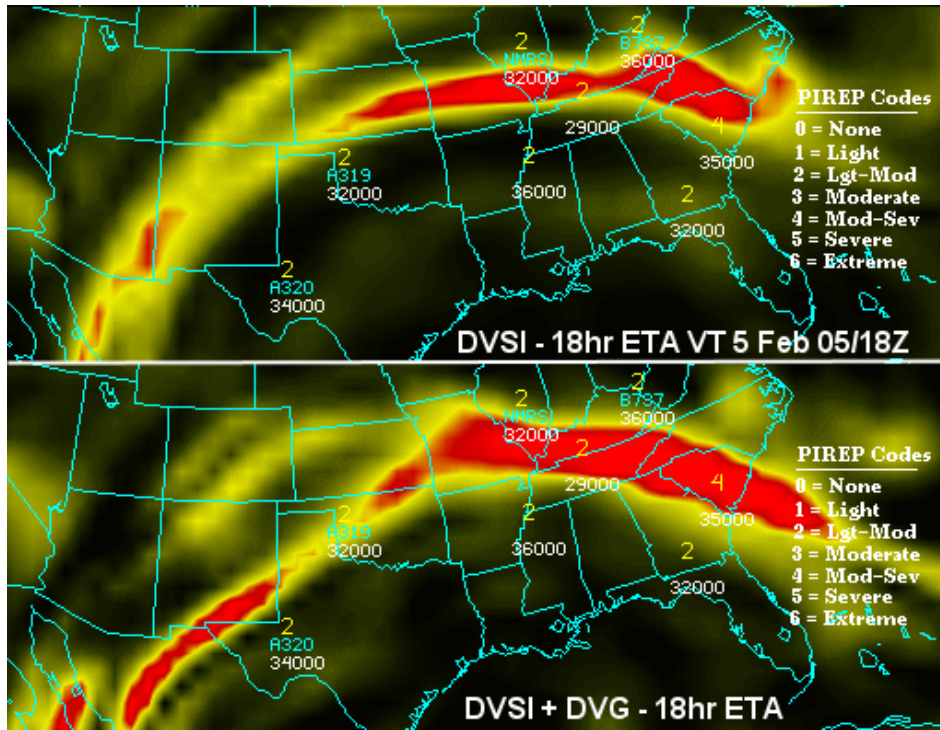 2
NMRS
32000
2
B737
36000
2
29000
4
35000
2
A319
32000
2
36000
2
32000
2
A320
34000
PIREP Codes
0 = None
1 = Light
2 = Lgt-Mod
3 = Moderate
4 = Mod-Sev
5 = Severe
6 = Extreme
DVSI - 18hr ETA VT 5 Feb 05/18Z
2
NMRS
32000
2
B737
36000
2
29000
4
35000
2
A319
32000
2
36000
2
32000
2
A320
34000
PIREP Codes
0 = None
1 = Light
2 = Lgt-Mod
3 = Moderate
4 = Mod-Sev
5 = Severe
6 = Extreme
DVSI + DVG - 18hr ETA